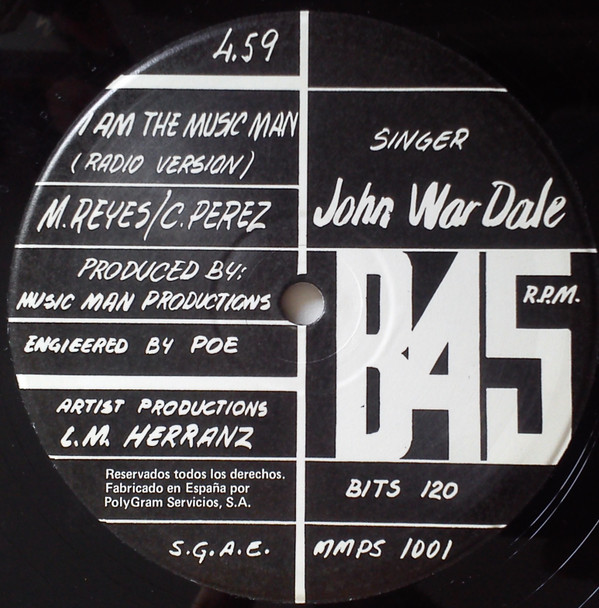 4.59
I AM THE MUSIC MAN
(RADIO VERSION)
M. REYES/C. PEREZ
PRODUCED BY:
MUSIC MAN PRODUCTIONS
ENGIEERED BY POE
ARTIST PRODUCTIONS
L.M. HERRANZ
Reservados todos los derechos.
Fabricado en España por
PolyGram Servicios, S.A.
S.G.A.E.
SINGER
John War Dale
B45
R.P.M.
BITS 120
MMPS 1001